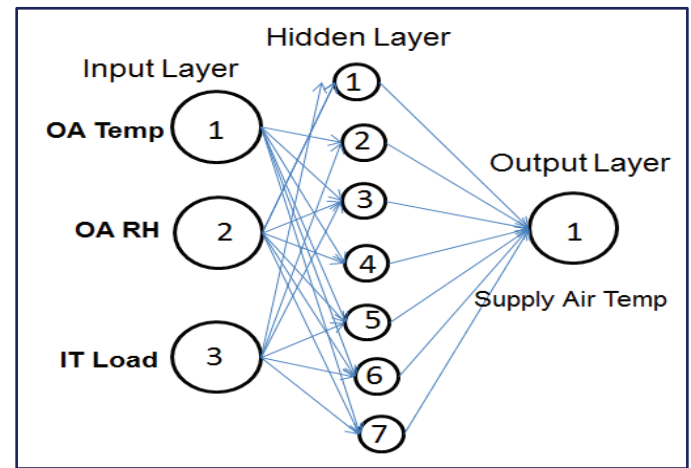 Hidden Layer
Input Layer
OA Temp
1
OA RH
2
IT Load
3
1
2
3
4
5
6
7
Output Layer
1
Supply Air Temp